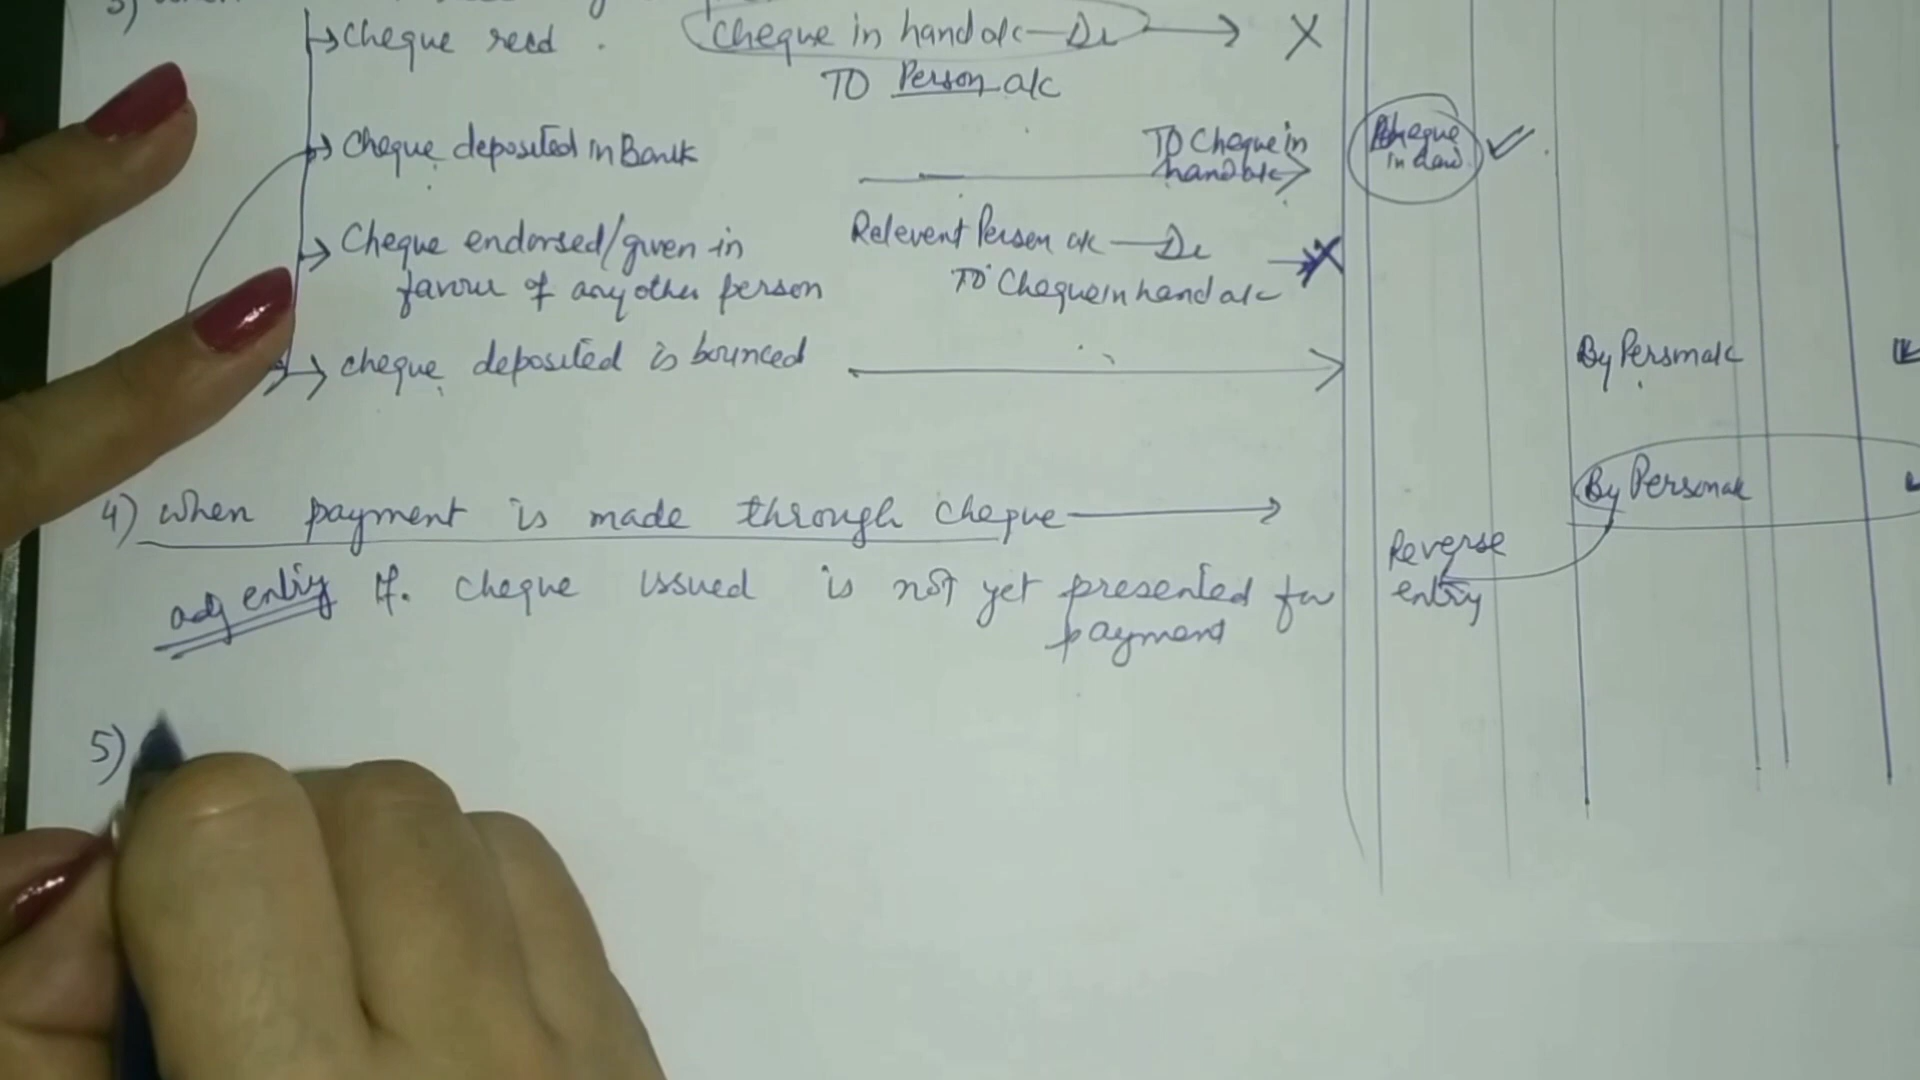 3)
Cheque recd . Cheque in hand a/c — Dr X
TO Person a/c
Cheque deposited in Bank TO Cheque in
hand a/c
Cheque
in
Cheque endorsed/given in Relevent Person a/c — Dr
favour of any other person TO Cheque in hand a/c X
cheque deposited is bounced By Person a/c
4) when payment is made through cheque By Person a/c
Reverse
adj entry If. cheque issued is not yet presented for entry
payment
5)